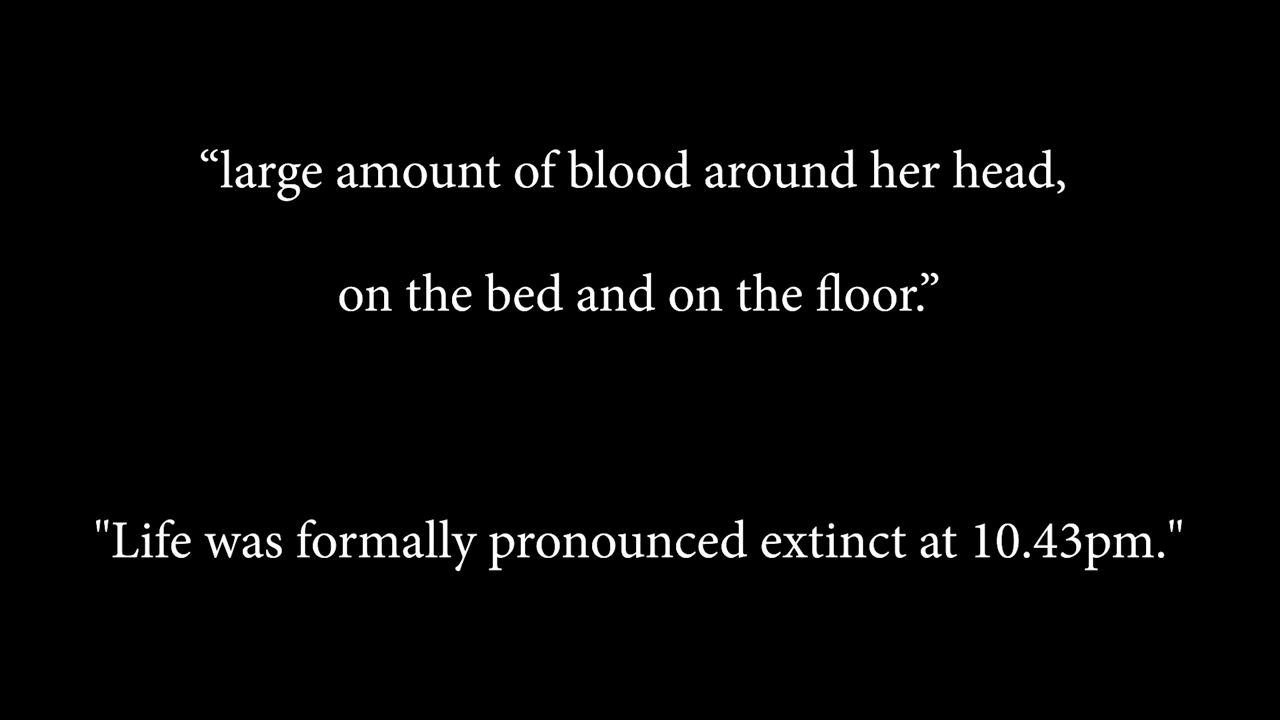 “large amount of blood around her head,
on the bed and on the floor.”
"Life was formally pronounced extinct at 10.43pm."